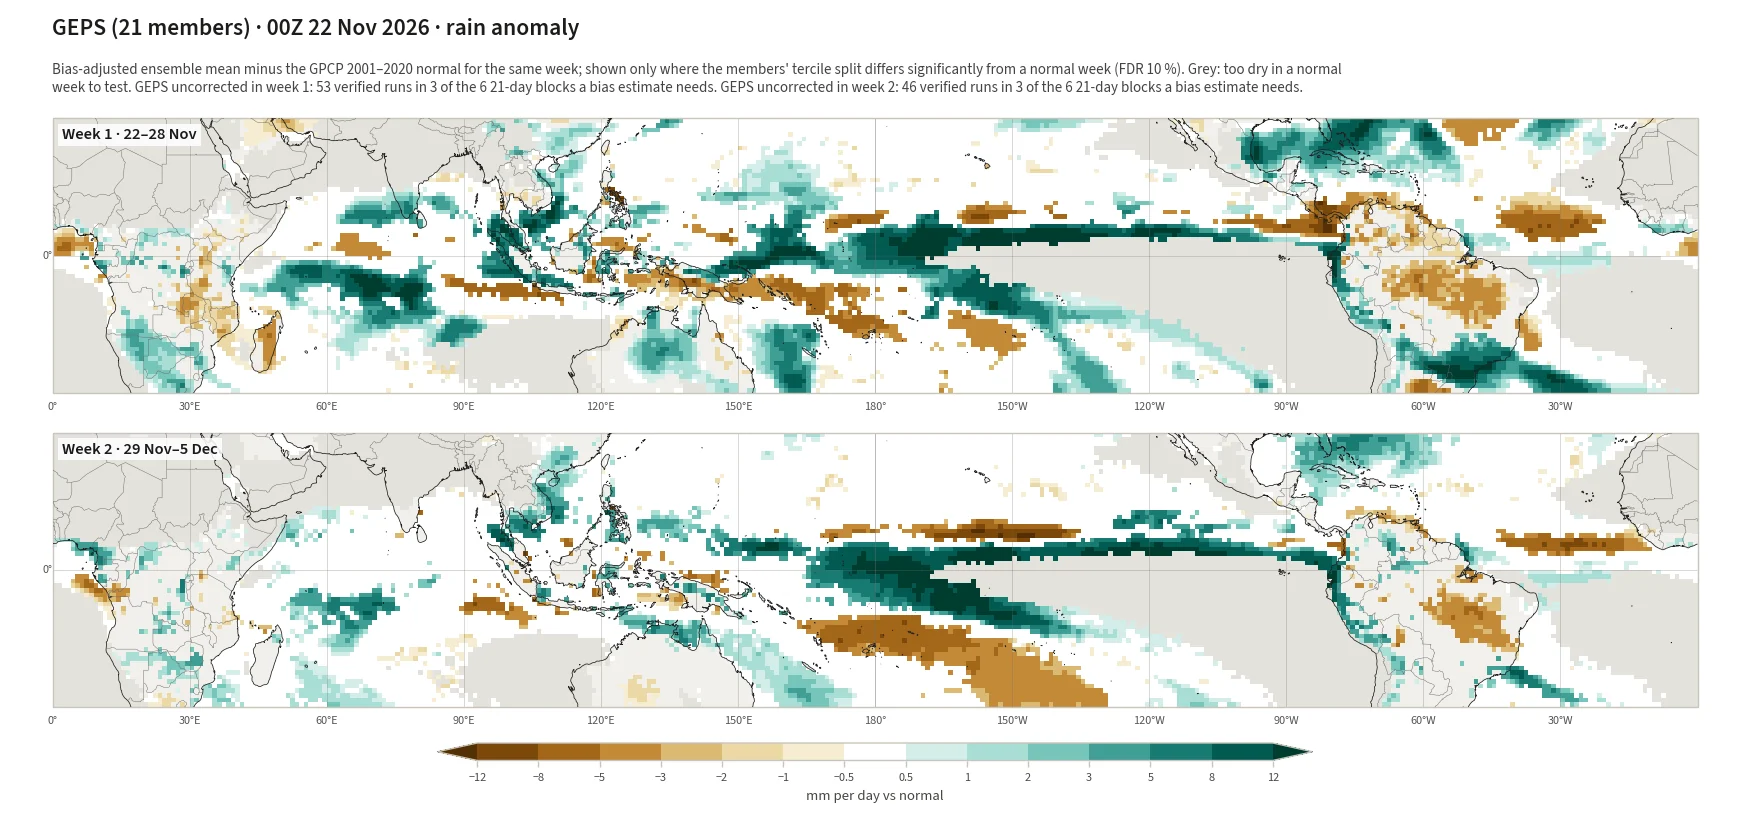 GEPS (21 members) · 00Z 22 Nov 2026 · rain anomaly
Bias-adjusted ensemble mean minus the GPCP 2001–2020 normal for the same week; shown only where the members' tercile split differs significantly from a normal week (FDR 10 %). Grey: too dry in a normal
week to test. GEPS uncorrected in week 1: 53 verified runs in 3 of the 6 21-day blocks a bias estimate needs. GEPS uncorrected in week 2: 46 verified runs in 3 of the 6 21-day blocks a bias estimate needs.
Week 1 · 22–28 Nov
0°
0° 30°E 60°E 90°E 120°E 150°E 180° 150°W 120°W 90°W 60°W 30°W
Week 2 · 29 Nov–5 Dec
0°
0° 30°E 60°E 90°E 120°E 150°E 180° 150°W 120°W 90°W 60°W 30°W
−12 −8 −5 −3 −2 −1 −0.5 0.5 1 2 3 5 8 12
mm per day vs normal